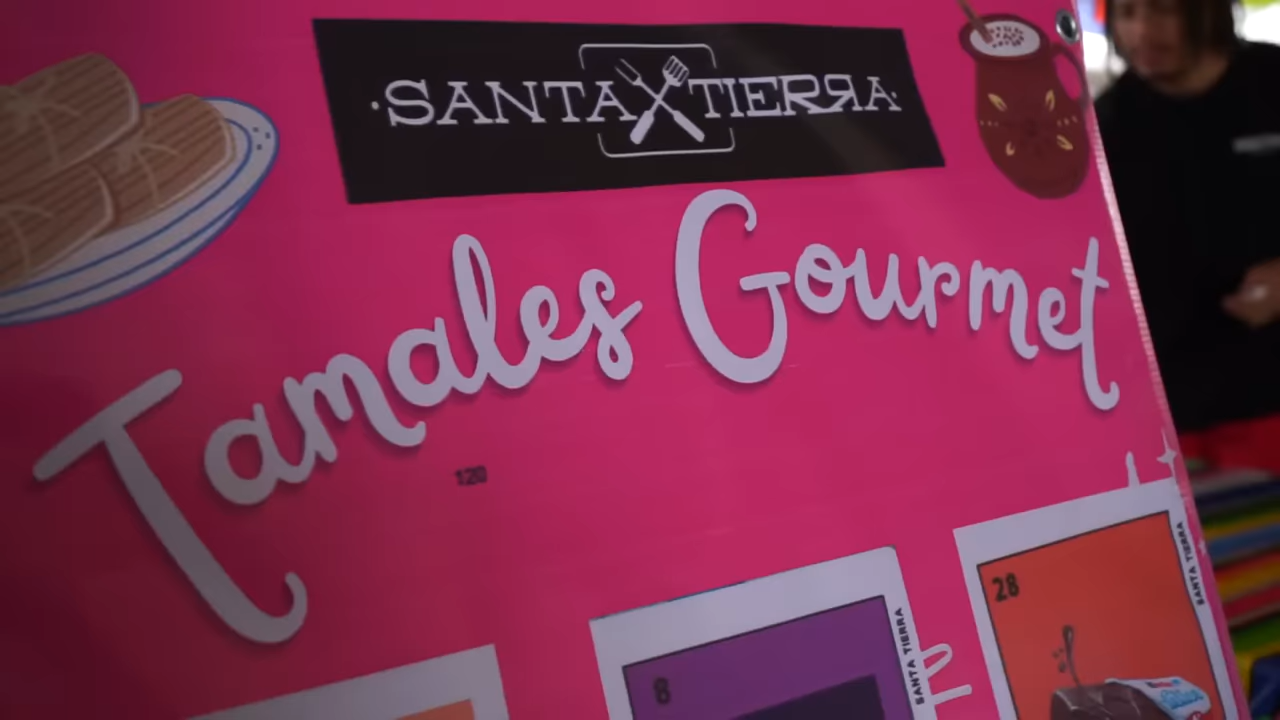 ·SANTA TIERRA·
Tamales Gourmet
120
8
SANTA TIERRA
28
SANTA TIERRA